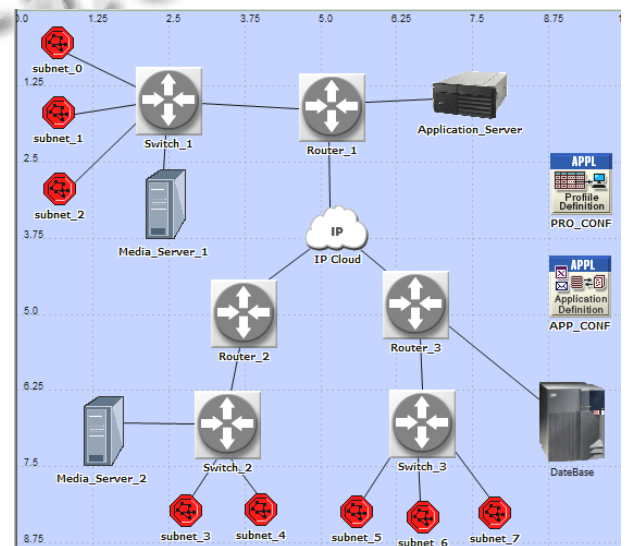 0.0 1.25 2.5 3.75 5.0 6.25 7.5 8.75
subnet_0
1.25
subnet_1
Switch_1
Router_1
Application_Server
2.5
subnet_2
APPL
Profiile
Definition
PRO_CONF
Media_Server_1
3.75
IP
IP Cloud
APPL
Application
Definition
APP_CONF
5.0
Router_2
Router_3
6.25
Switch_2
Switch_3
7.5
Media_Server_2
DateBase
subnet_3
subnet_4
subnet_5
subnet_6
subnet_7
8.75